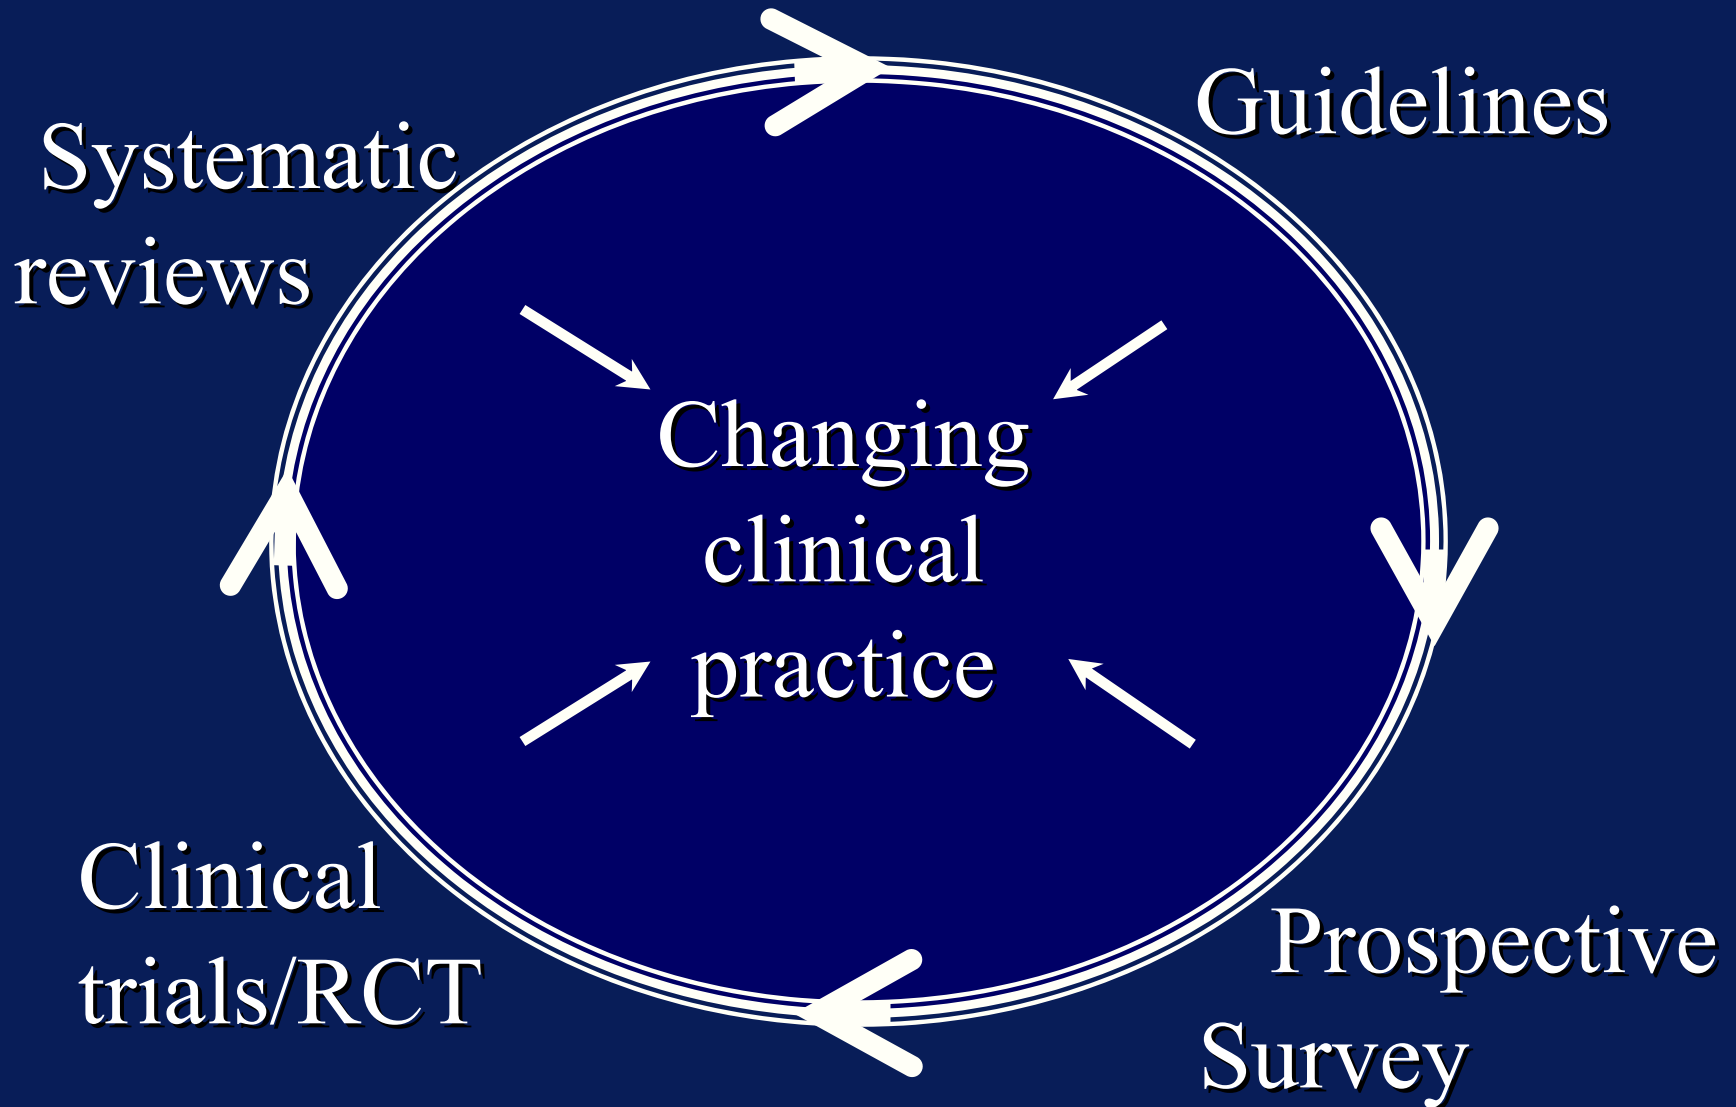 Systematic
reviews
Guidelines
Changing
clinical
practice
Clinical
trials/RCT
Prospective
Survey